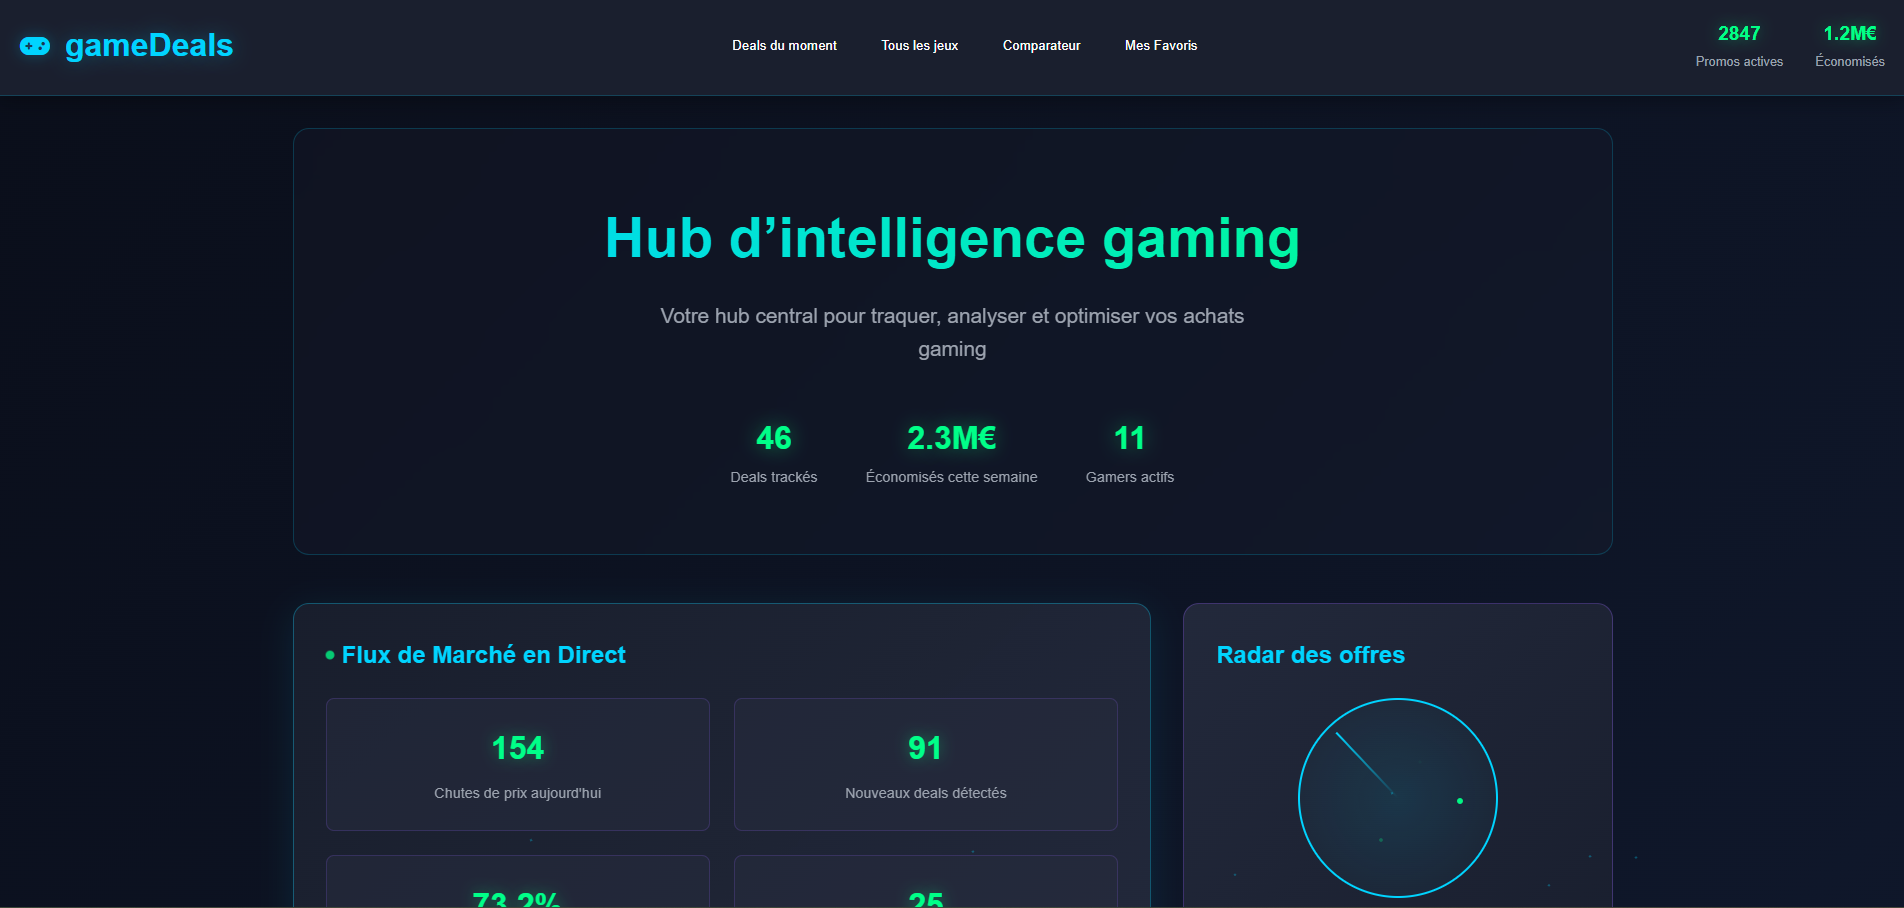 gameDeals
Deals du moment
Tous les jeux
Comparateur
Mes Favoris
2847
Promos actives
1.2M€
Économisés
Hub d’intelligence gaming
Votre hub central pour traquer, analyser et optimiser vos achats
gaming
46
Deals trackés
2.3M€
Économisés cette semaine
11
Gamers actifs
Flux de Marché en Direct
154
Chutes de prix aujourd'hui
91
Nouveaux deals détectés
73.2%
25
Radar des offres